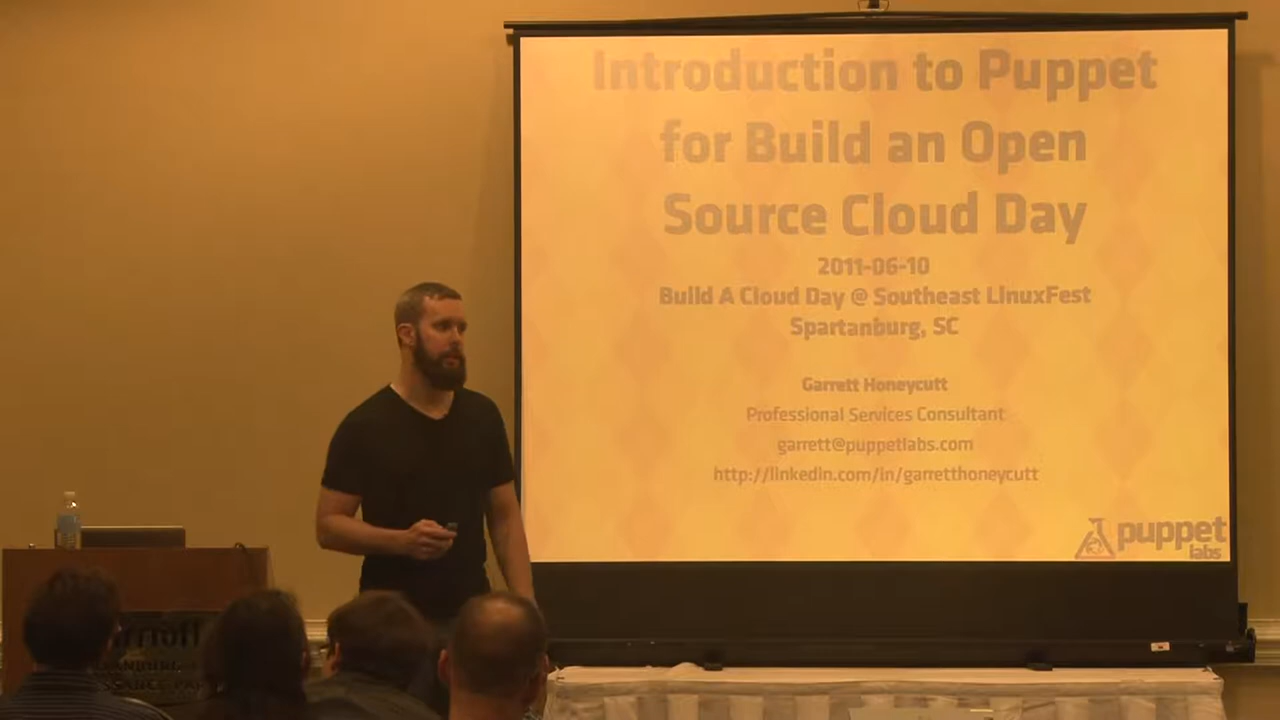 Introduction to Puppet
for Build an Open
Source Cloud Day
2011-06-10
Build A Cloud Day @ Southeast LinuxFest
Spartanburg, SC
Garrett Honeycutt
Professional Services Consultant
garrett@puppetlabs.com
http://linkedin.com/in/garretthoneycutt
puppet
labs